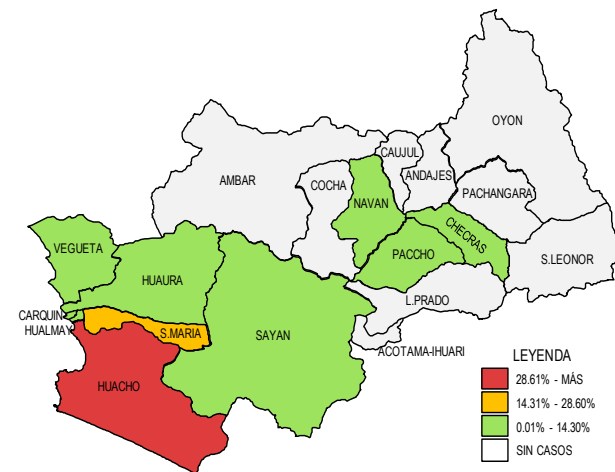 OYON
CAUJUL
ANDAJES
AMBAR
COCHA
NAVAN
PACHANGARA
CHECRAS
VEGUETA
PACCHO
S.LEONOR
HUAURA
L.PRADO
CARQUIN
HUALMAY
S.MARIA
SAYAN
ACOTAMA-IHUARI
HUACHO
LEYENDA
28.61% - MÁS
14.31% - 28.60%
0.01% - 14.30%
SIN CASOS